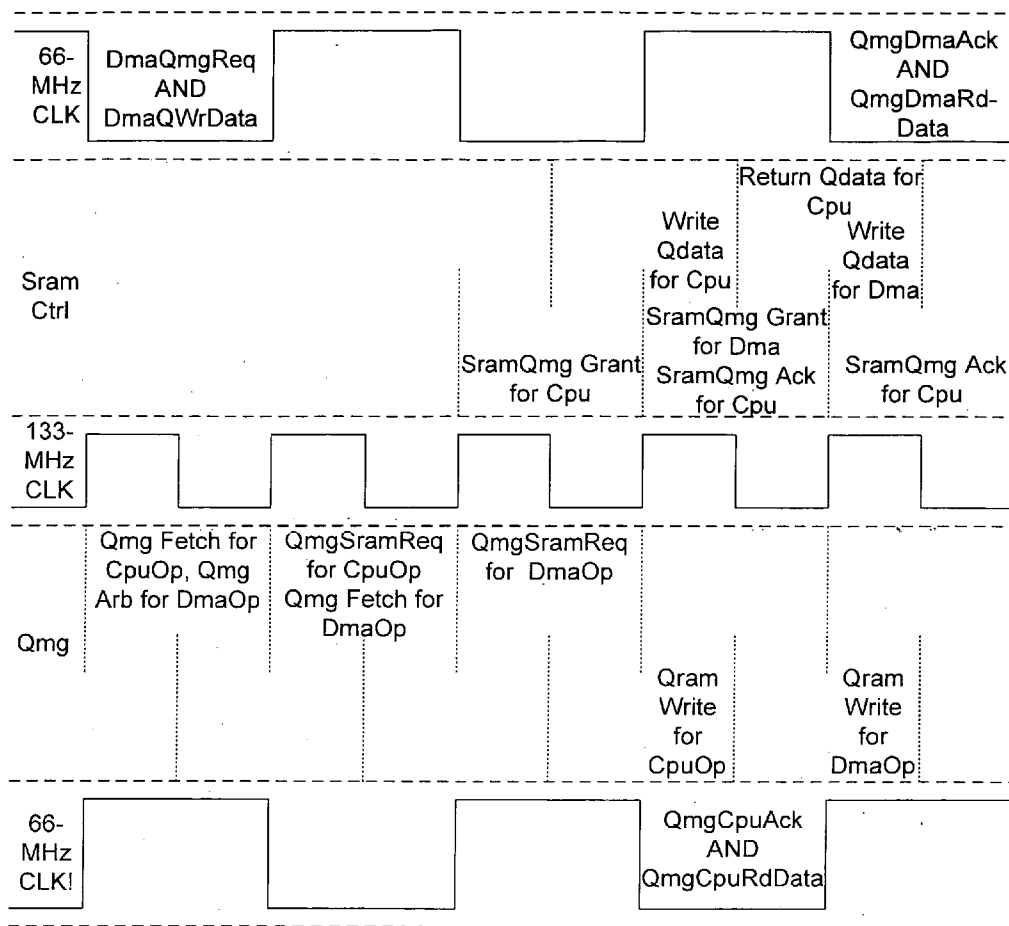 66-
MHz
CLK
DmaQmgReq
AND
DmaQWrData
QmgDmaAck
AND
QmgDmaRd-
Data
Sram
Ctrl
Write
Qdata
for Cpu
Return Qdata for
Cpu
Write
Qdata
for Dma
SramQmg Grant
for Cpu
SramQmg Grant
for Dma
SramQmg Ack
for Cpu
SramQmg Ack
for Cpu
133-
MHz
CLK
Qmg
Qmg Fetch for
CpuOp, Qmg
Arb for DmaOp
QmgSramReq
for CpuOp
Qmg Fetch for
DmaOp
QmgSramReq
for DmaOp
Qram
Write
for
CpuOp
Qram
Write
for
DmaOp
66-
MHz
CLK!
QmgCpuAck
AND
QmgCpuRdData